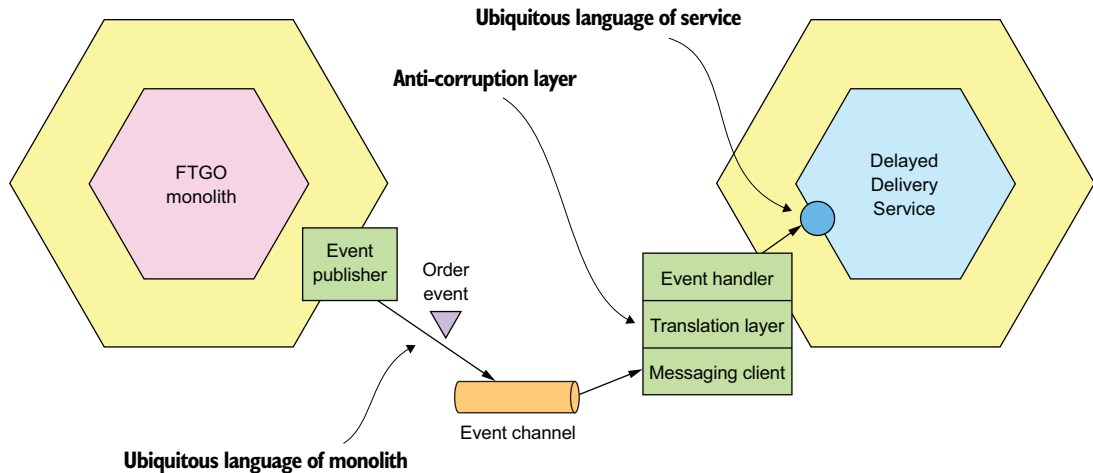 Ubiquitous language of service
Anti-corruption layer
FTGO
monolith
Delayed
Delivery
Service
Event
publisher
Order
event
Event handler
Translation layer
Messaging client
Event channel
Ubiquitous language of monolith